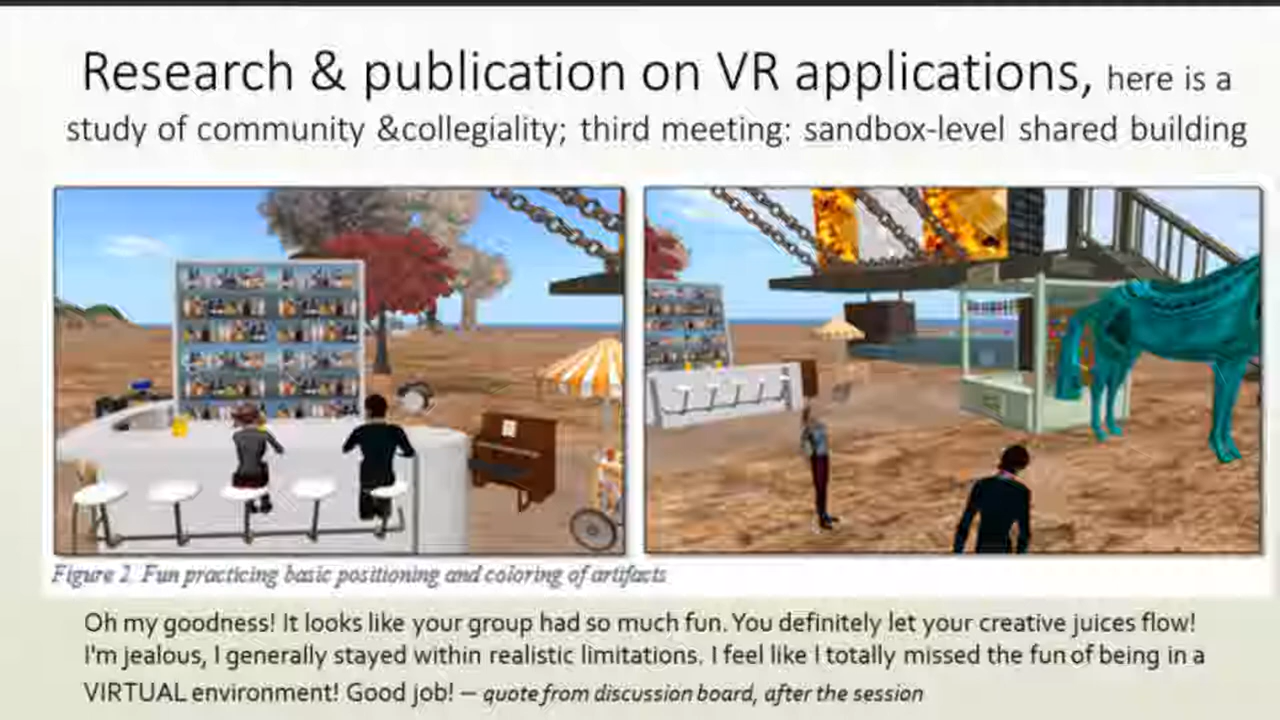 Research & publication on VR applications, here is a
study of community &collegiality; third meeting: sandbox-level shared building
Figure 2. Fun practicing basic positioning and coloring of artifacts
Oh my goodness! It looks like your group had so much fun. You definitely let your creative juices flow!
I'm jealous, I generally stayed within realistic limitations. I feel like I totally missed the fun of being in a
VIRTUAL environment! Good job! – quote from discussion board, after the session